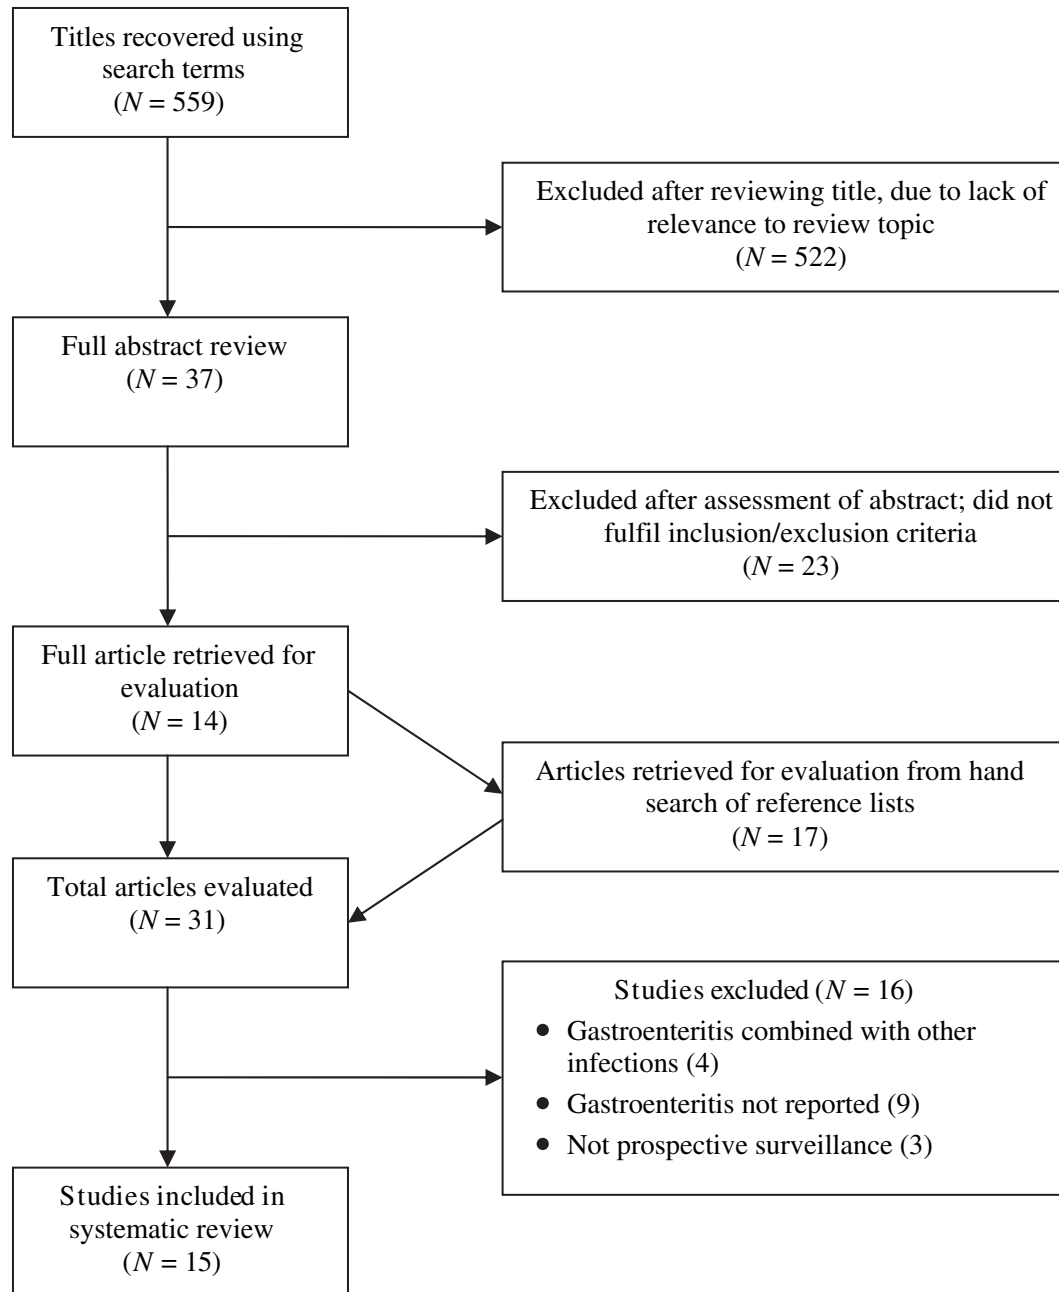 Titles recovered using
search terms
(N = 559)
Excluded after reviewing title, due to lack of
relevance to review topic
(N = 522)
Full abstract review
(N = 37)
Excluded after assessment of abstract; did not
fulfil inclusion/exclusion criteria
(N = 23)
Full article retrieved for
evaluation
(N = 14)
Articles retrieved for evaluation from hand
search of reference lists
(N = 17)
Total articles evaluated
(N = 31)
Studies excluded (N = 16)
• Gastroenteritis combined with other
infections (4)
• Gastroenteritis not reported (9)
• Not prospective surveillance (3)
Studies included in
systematic review
(N = 15)